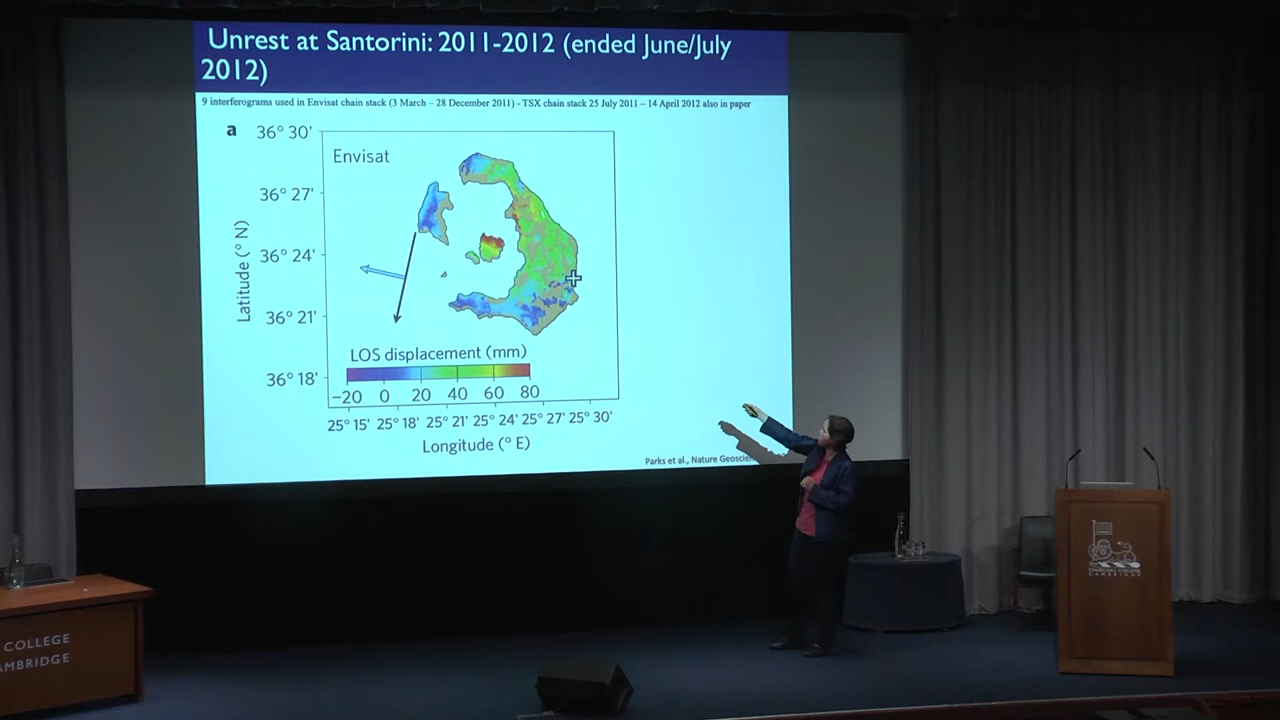 Unrest at Santorini: 2011-2012 (ended June/July
2012)
9 interferograms used in Envisat chain stack (3 March – 28 December 2011) - TSX chain stack 25 July 2011 – 14 April 2012 also in paper
a
36° 30'
Envisat
36° 27'
36° 24'
36° 21'
36° 18'
Latitude (° N)
LOS displacement (mm)
−20 0 20 40 60 80
25° 15' 25° 18' 25° 21' 25° 24' 25° 27' 25° 30'
Longitude (° E)
Parks et al., Nature
CHURCHILL COLLEGE
CAMBRIDGE
COLLEGE
AMBRIDGE